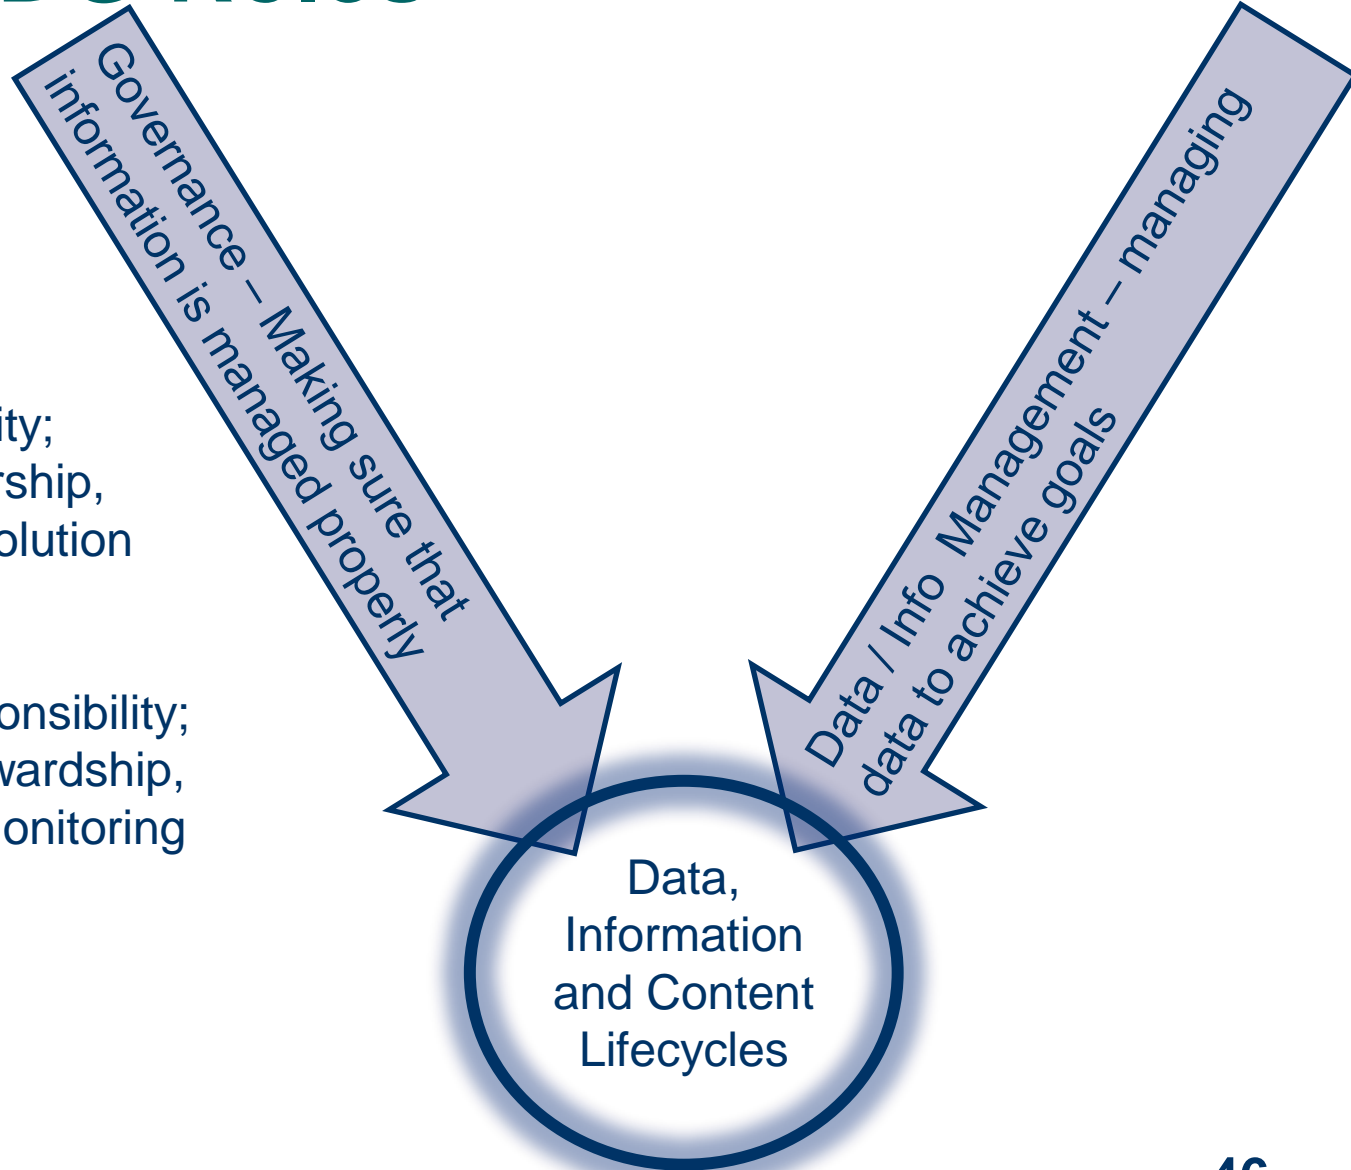 Governance – Making sure that
information is managed properly
Data / Info Management – managing
data to achieve goals
ity;
rship,
olution
onsibility;
wardship,
onitoring
Data,
Information
and Content
Lifecycles